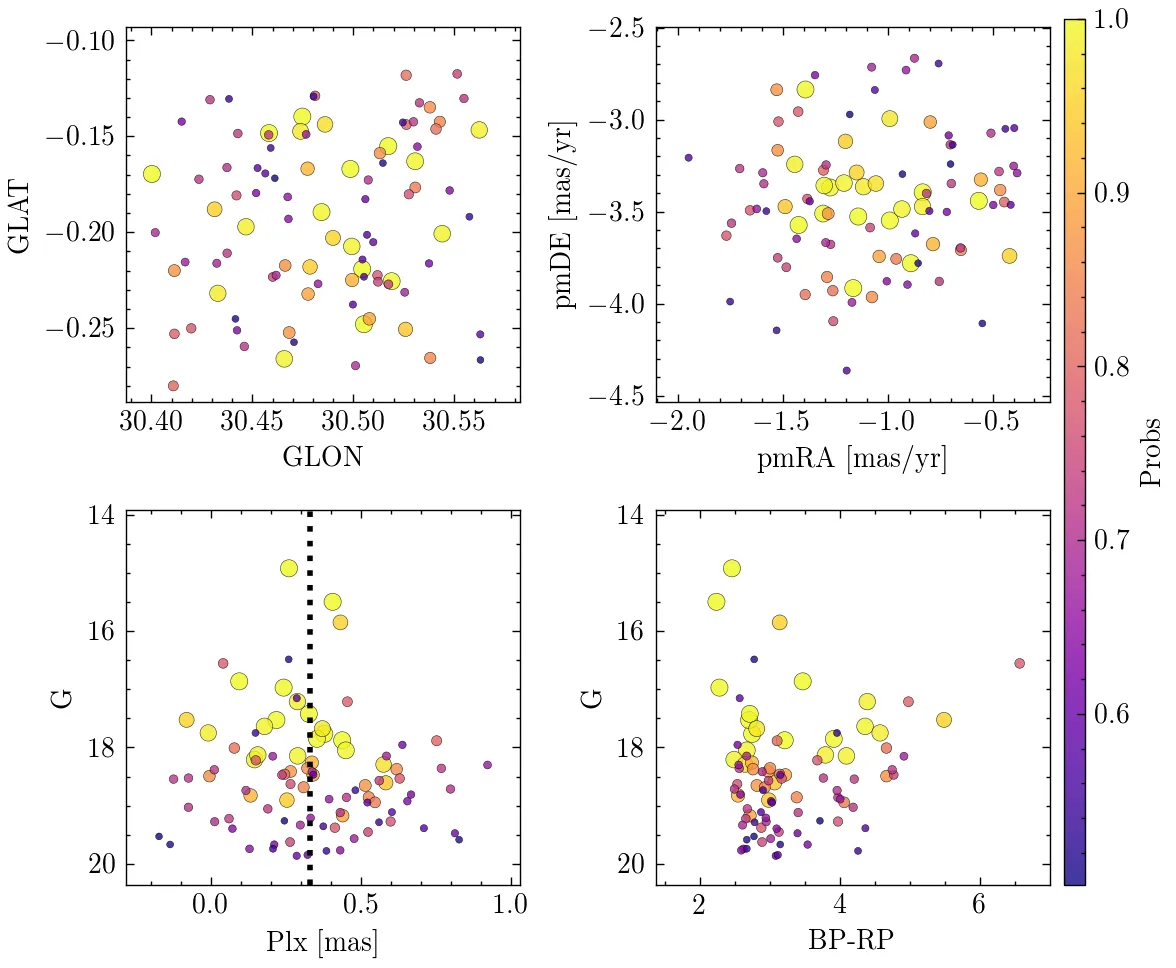 −0.10
−0.15
−0.20
−0.25
GLAT
30.40 30.45 30.50 30.55
GLON
−2.5
−3.0
−3.5
−4.0
−4.5
pmDE [mas/yr]
−2.0 −1.5 −1.0 −0.5
pmRA [mas/yr]
1.0
0.9
0.8
0.7
0.6
Probs
14
16
18
20
G
0.0 0.5 1.0
Plx [mas]
14
16
18
20
G
2 4 6
BP-RP